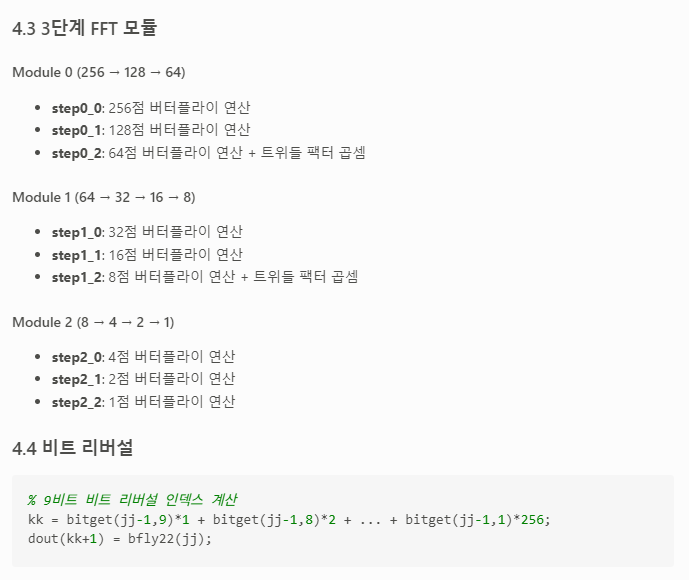 4.3 3단계 FFT 모듈
Module 0 (256 → 128 → 64)
• step0_0: 256점 버터플라이 연산
• step0_1: 128점 버터플라이 연산
• step0_2: 64점 버터플라이 연산 + 트위들 팩터 곱셈
Module 1 (64 → 32 → 16 → 8)
• step1_0: 32점 버터플라이 연산
• step1_1: 16점 버터플라이 연산
• step1_2: 8점 버터플라이 연산 + 트위들 팩터 곱셈
Module 2 (8 → 4 → 2 → 1)
• step2_0: 4점 버터플라이 연산
• step2_1: 2점 버터플라이 연산
• step2_2: 1점 버터플라이 연산
4.4 비트 리버설
% 9비트 비트 리버설 인덱스 계산
kk = bitget(jj-1,9)*1 + bitget(jj-1,8)*2 + ... + bitget(jj-1,1)*256;
dout(kk+1) = bfly22(jj);